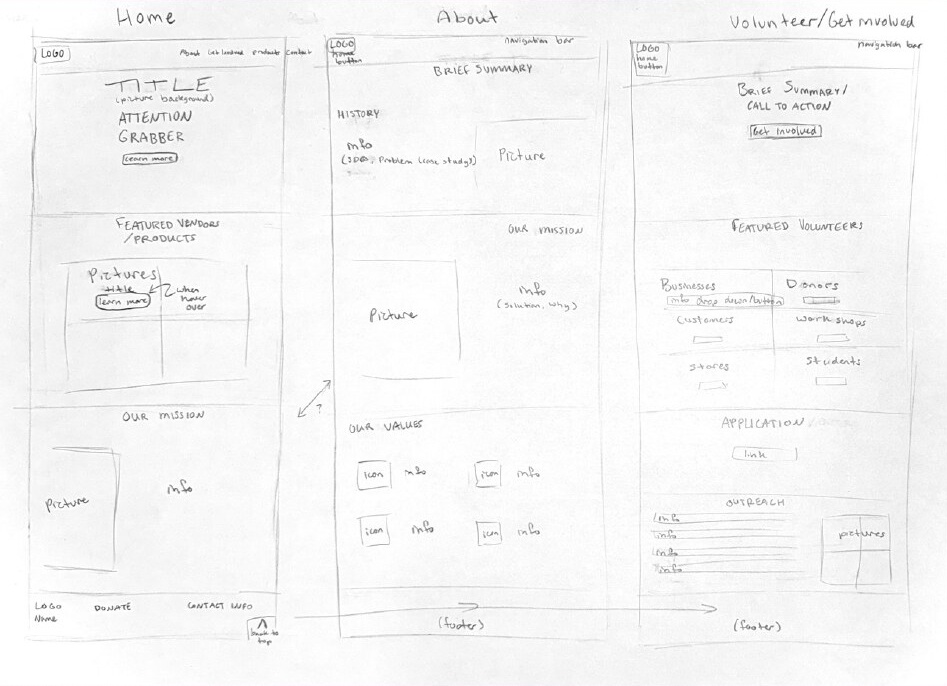 Home
LOGO
About Get Involved products Contact
TITLE
(picture background)
ATTENTION
GRABBER
Learn more
FEATURED VENDORS
/PRODUCTS
Pictures
title
Learn more
when
hover
over
OUR MISSION
Picture
info
LOGO
Name
DONATE
CONTACT INFO
back to
top
?
About
LOGO
home
button
navigation bar
BRIEF SUMMARY
HISTORY
info
(SDG, Problem (case study))
Picture
OUR MISSION
Picture
info
(Solution, Why)
OUR VALUES
icon info icon info
icon info icon info
(footer)
Volunteer/Get involved
LOGO
home
button
navigation bar
BRIEF SUMMARY/
CALL TO ACTION
Get Involved
FEATURED VOLUNTEERS
Businesses Donors
info drop down/button
Customers Workshops
Stores Students
APPLICATION
link
OUTREACH
info
info
info
info
pictures
(footer)